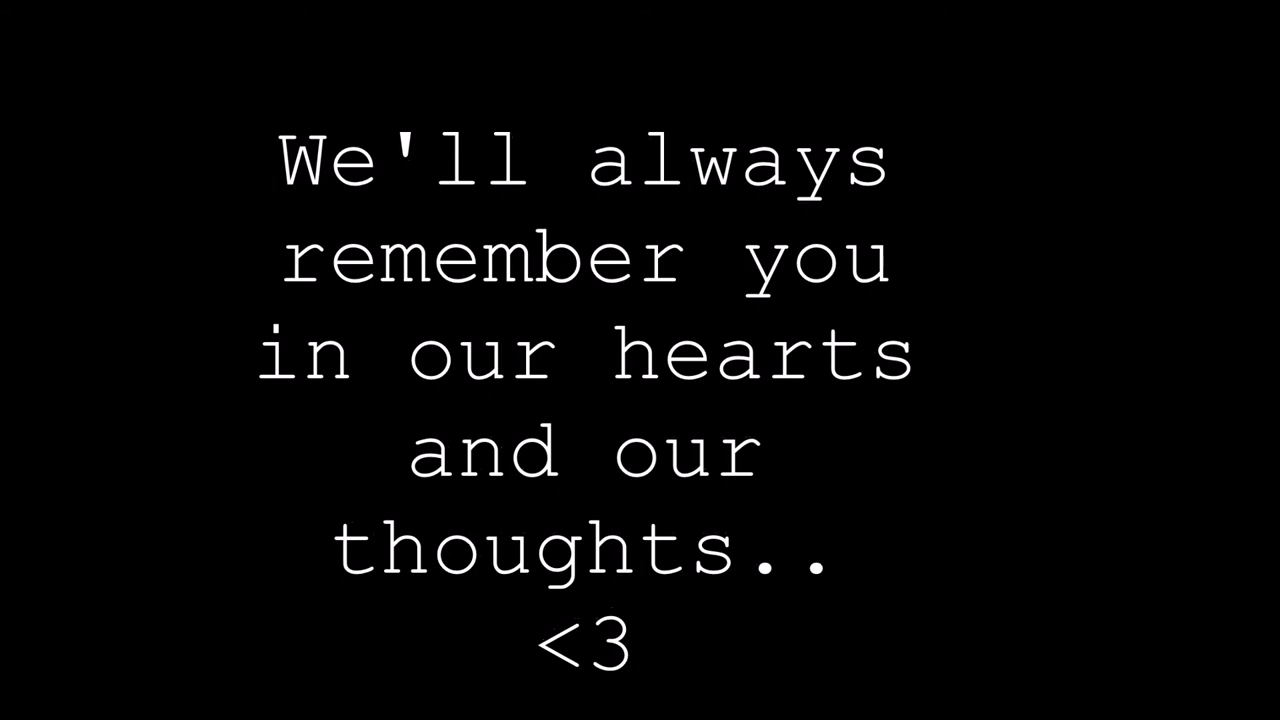 We'll always
remember you
in our hearts
and our
thoughts..
<3